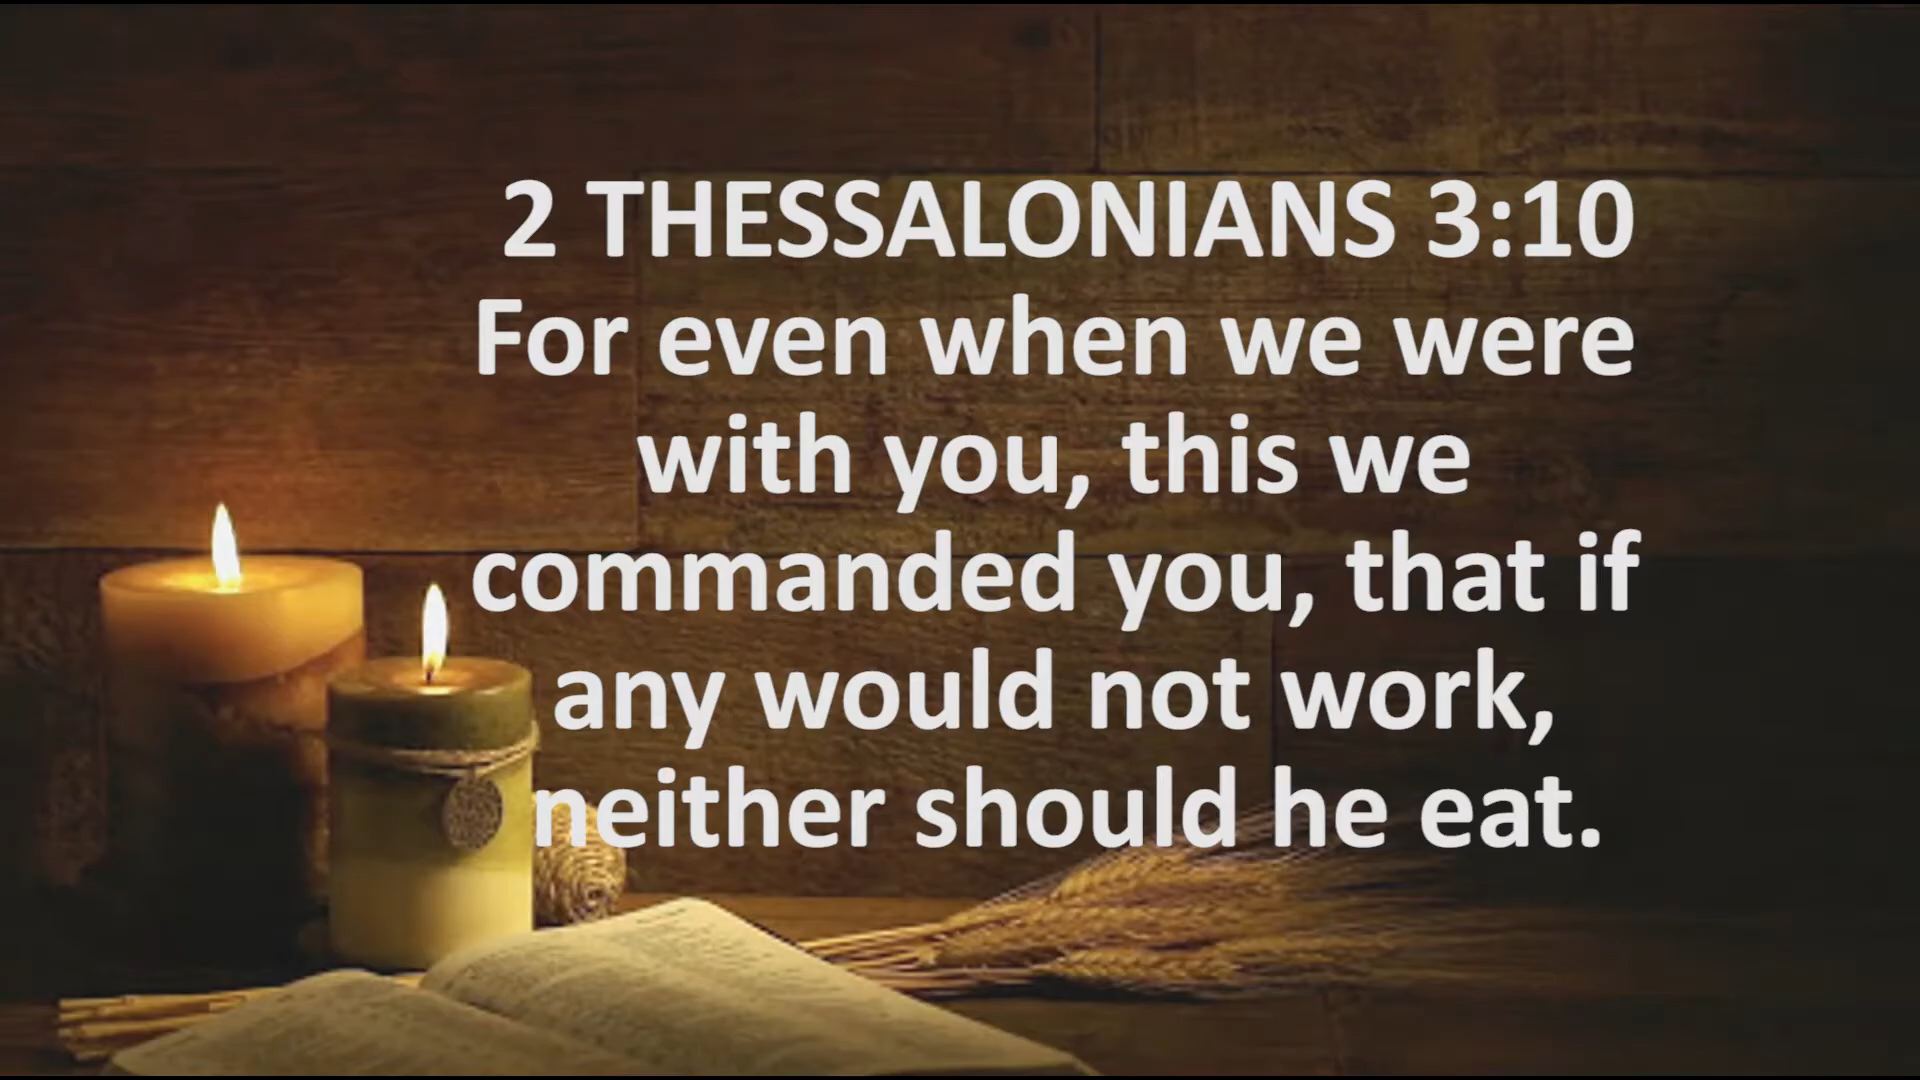 2 THESSALONIANS 3:10
For even when we were
with you, this we
commanded you, that if
any would not work,
neither should he eat.